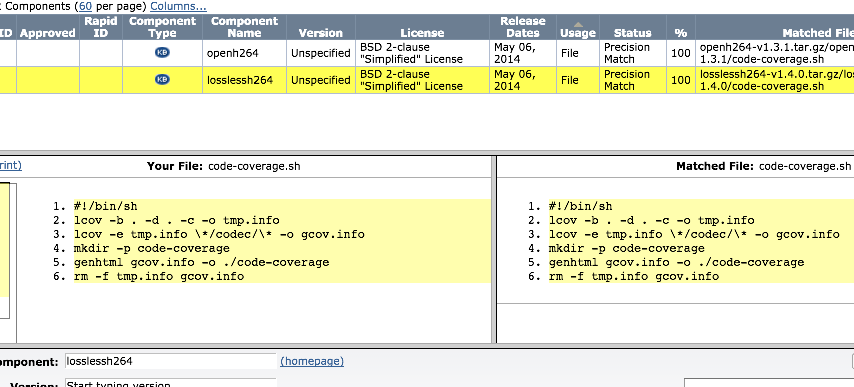 Components (60 per page) Columns...
ID Approved Rapid ID Component Type Component Name Version License Release Dates Usage Status % Matched File
KB openh264 Unspecified BSD 2-clause "Simplified" License May 06, 2014 File Precision Match 100 openh264-v1.3.1.tar.gz/open 1.3.1/code-coverage.sh
KB losslessh264 Unspecified BSD 2-clause "Simplified" License May 06, 2014 File Precision Match 100 losslessh264-v1.4.0.tar.gz/los 1.4.0/code-coverage.sh
rint) Your File: code-coverage.sh Matched File: code-coverage.sh
1. #!/bin/sh
2. lcov -b . -d . -c -o tmp.info
3. lcov -e tmp.info \*/codec/\* -o gcov.info
4. mkdir -p code-coverage
5. genhtml gcov.info -o ./code-coverage
6. rm -f tmp.info gcov.info
1. #!/bin/sh
2. lcov -b . -d . -c -o tmp.info
3. lcov -e tmp.info \*/codec/\* -o gcov.info
4. mkdir -p code-coverage
5. genhtml gcov.info -o ./code-coverage
6. rm -f tmp.info gcov.info
omponent: losslessh264 (homepage)
Version: Start typing version